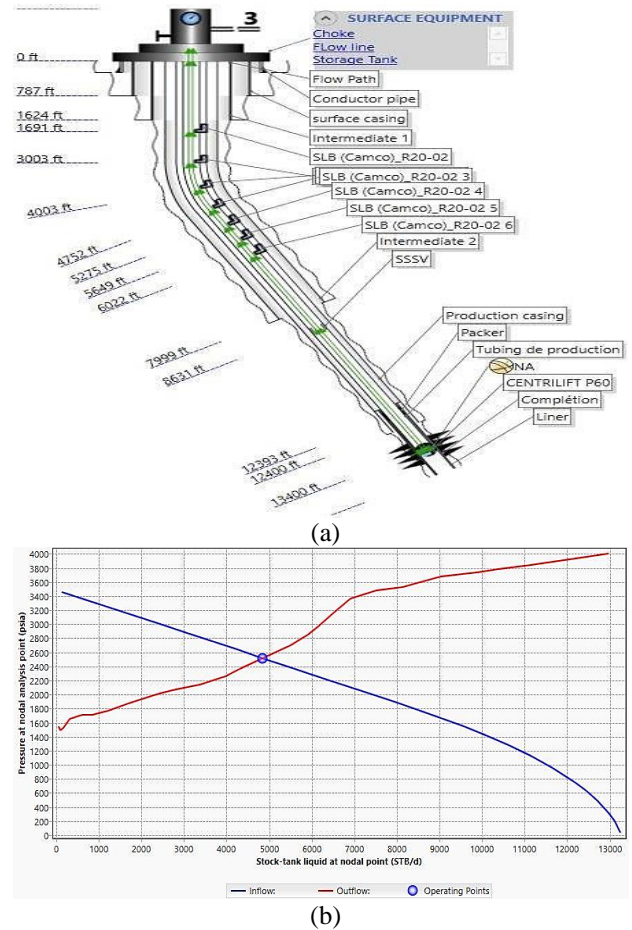 3
SURFACE EQUIPMENT
Choke
FLow line
Storage Tank
0 ft
Flow Path
787 ft
Conductor pipe
surface casing
1624 ft
1691 ft
Intermediate 1
SLB (Camco)_R20-02
3003 ft
SLB (Camco)_R20-02 3
SLB (Camco)_R20-02 4
4003 ft
SLB (Camco)_R20-02 5
SLB (Camco)_R20-02 6
Intermediate 2
4752 ft
SSSV
5275 ft
5649 ft
6022 ft
Production casing
Packer
7999 ft
Tubing de production
8631 ft
NA
CENTRILIFT P60
Complétion
Liner
12393 ft
12400 ft
13400 ft
(a)
Pressure at nodal analysis point (psia)
4000
3800
3600
3400
3200
3000
2800
2600
2400
2200
2000
1800
1600
1400
1200
1000
800
600
400
200
0
0 1000 2000 3000 4000 5000 6000 7000 8000 9000 10000 11000 12000 13000
Stock-tank liquid at nodal point (STB/d)
Inflow: Outflow: Operating Points
(b)